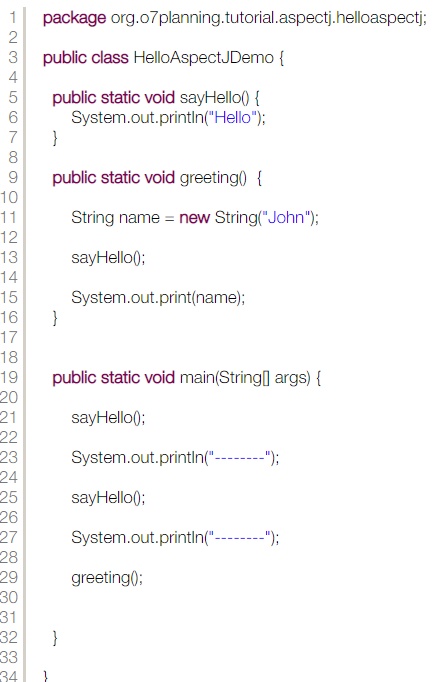 1 package org.o7planning.tutorial.aspectj.helloaspectj;
2
3 public class HelloAspectJDemo {
4
5 public static void sayHello() {
6 System.out.println("Hello");
7 }
8
9 public static void greeting()  {
10
11 String name = new String("John");
12
13 sayHello();
14
15 System.out.print(name);
16 }
17
18
19 public static void main(String[] args) {
20
21 sayHello();
22
23 System.out.println("--------");
24
25 sayHello();
26
27 System.out.println("--------");
28
29 greeting();
30
31
32 }
33
34 }